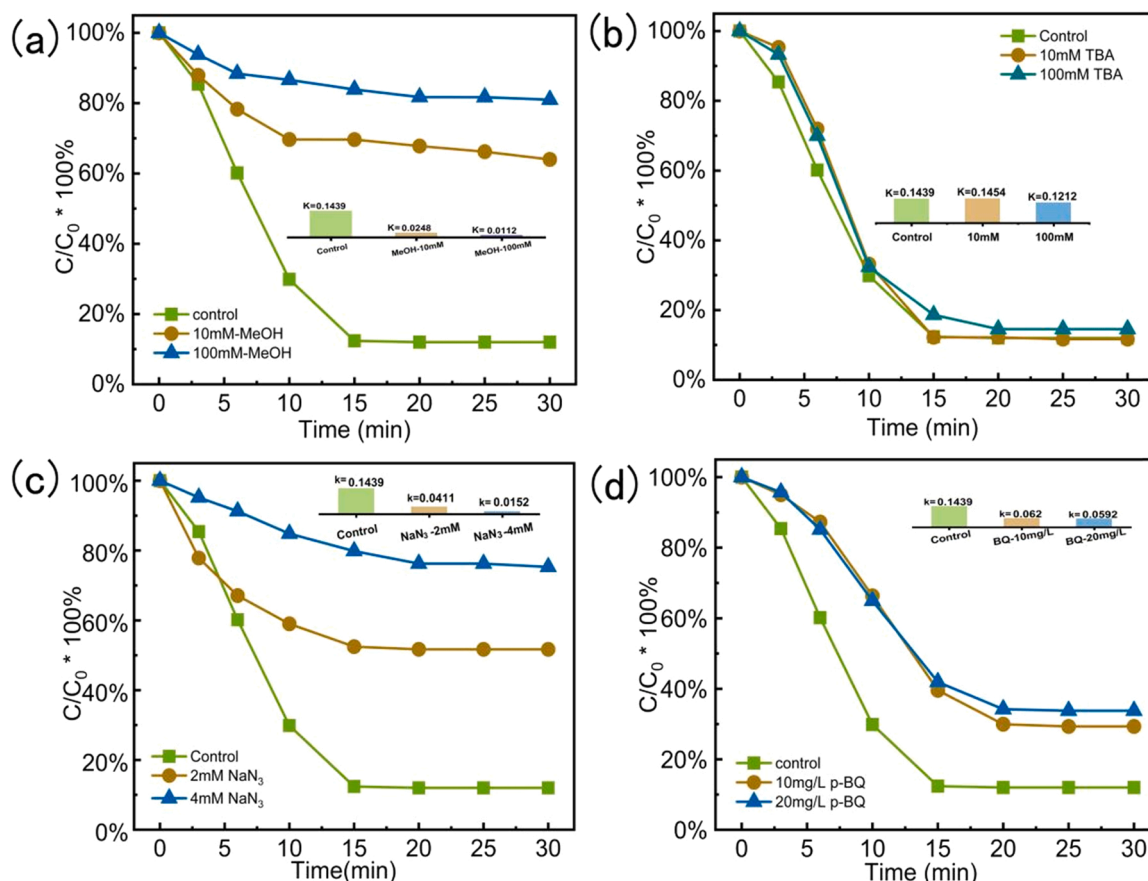 (a)
100%
80%
60%
40%
20%
0%
C/C₀ * 100%
K=0.1439
K=0.0248
K=0.0112
Control
MeOH-10mM
MeOH-100mM
control
10mM-MeOH
100mM-MeOH
0 5 10 15 20 25 30
Time (min)
(b)
100%
80%
60%
40%
20%
0%
C/C₀ * 100%
Control
10mM TBA
100mM TBA
K=0.1439
K=0.1454
K=0.1212
Control
10mM
100mM
0 5 10 15 20 25 30
Time (min)
(c)
100%
80%
60%
40%
20%
0%
C/C₀ * 100%
k=0.1439
k=0.0411
k=0.0152
Control
NaN₃-2mM
NaN₃-4mM
Control
2mM NaN₃
4mM NaN₃
0 5 10 15 20 25 30
Time(min)
(d)
100%
80%
60%
40%
20%
0%
C/C₀ * 100%
k=0.1439
k=0.062
k=0.0592
Control
BQ-10mg/L
BQ-20mg/L
control
10mg/L p-BQ
20mg/L p-BQ
0 5 10 15 20 25 30
Time (min)